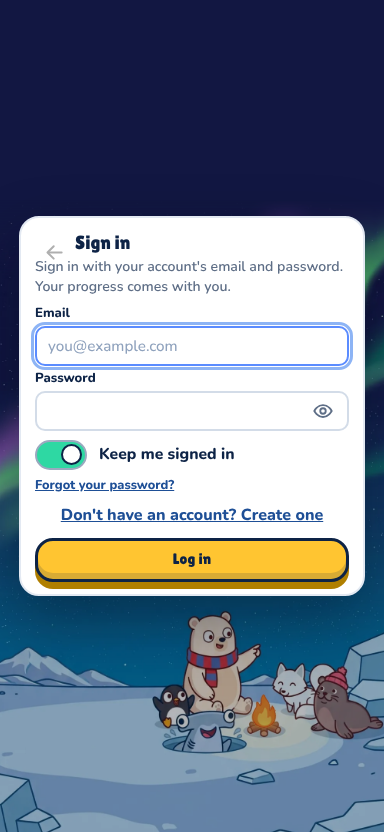 Sign in
Sign in with your account's email and password.
Your progress comes with you.
Email
you@example.com
Password
Keep me signed in
Forgot your password?
Don't have an account? Create one
Log in